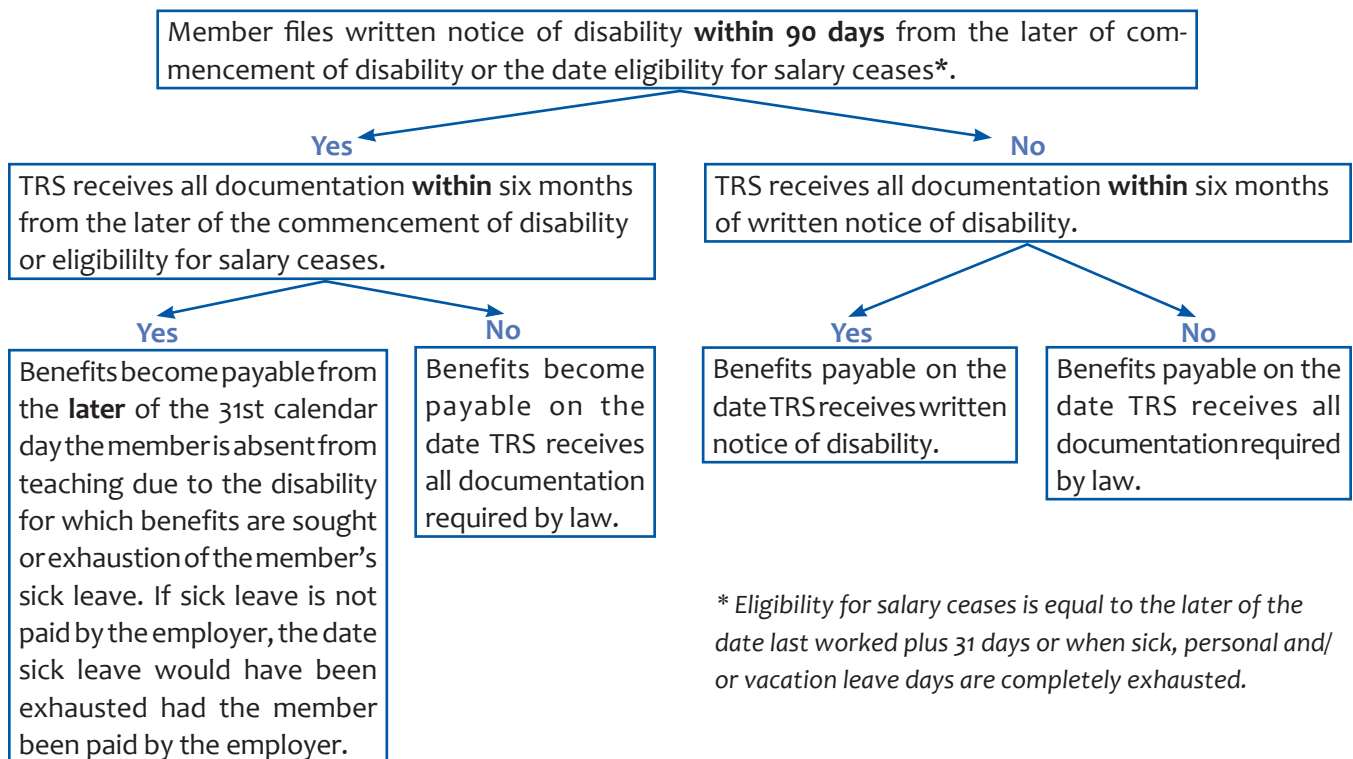 Member files written notice of disability within 90 days from the later of com-
mencement of disability or the date eligibility for salary ceases*.
Yes
No
TRS receives all documentation within six months
from the later of the commencement of disability
or eligibililty for salary ceases.
TRS receives all documentation within six months
of written notice of disability.
Yes
No
Yes
No
Benefits become payable from
the later of the 31st calendar
day the member is absent from
teaching due to the disability
for which benefits are sought
or exhaustion of the member's
sick leave. If sick leave is not
paid by the employer, the date
sick leave would have been
exhausted had the member
been paid by the employer.
Benefits become
payable on the
date TRS receives
all documentation
required by law.
Benefits payable on the
date TRS receives written
notice of disability.
Benefits payable on the
date TRS receives all
documentation required
by law.
* Eligibility for salary ceases is equal to the later of the
date last worked plus 31 days or when sick, personal and/
or vacation leave days are completely exhausted.